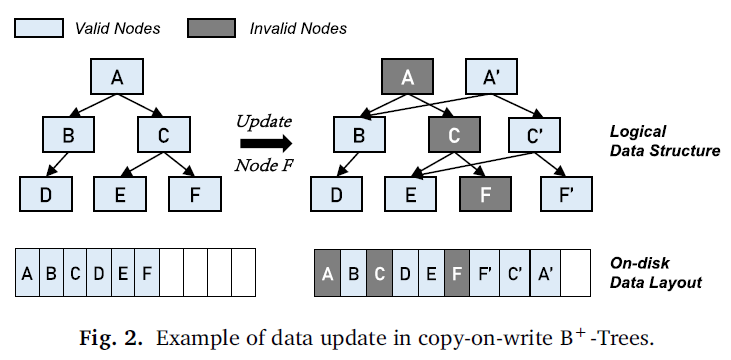 Valid Nodes Invalid Nodes
A A A'
B C Update B C C' Logical
Data Structure
Node F
D E F D E F F'
A B C D E F A B C D E F F' C' A' On-disk
Data Layout
Fig. 2. Example of data update in copy-on-write B+-Trees.